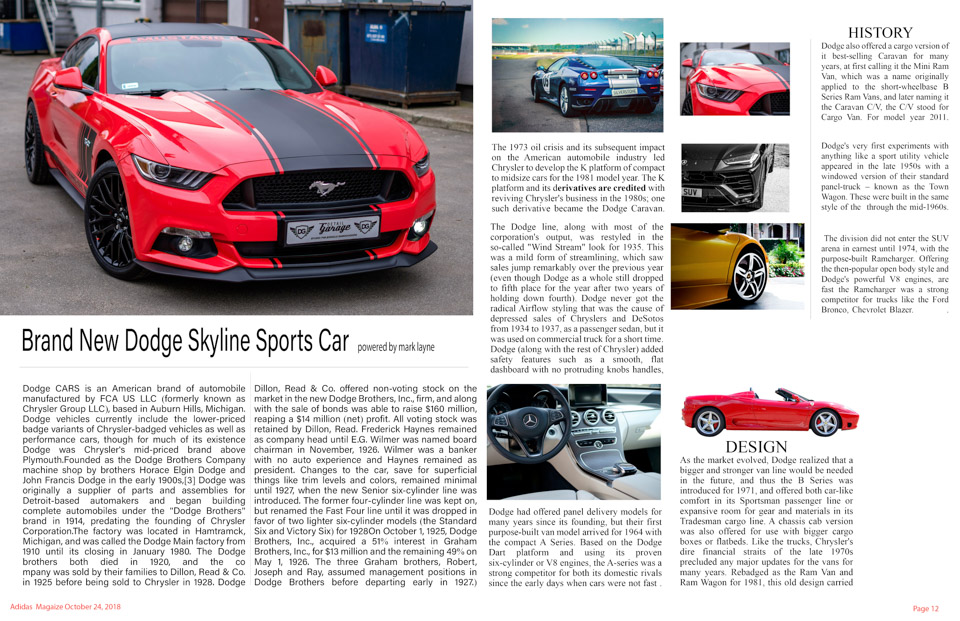 Brand New Dodge Skyline Sports Car powered by mark layne
Dodge CARS is an American brand of automobile
manufactured by FCA US LLC (formerly known as
Chrysler Group LLC), based in Auburn Hills, Michigan.
Dodge vehicles currently include the lower-priced
badge variants of Chrysler-badged vehicles as well as
performance cars, though for much of its existence
Dodge was Chrysler's mid-priced brand above
Plymouth.Founded as the Dodge Brothers Company
machine shop by brothers Horace Elgin Dodge and
John Francis Dodge in the early 1900s,[3] Dodge was
originally a supplier of parts and assemblies for
Detroit-based automakers and began building
complete automobiles under the "Dodge Brothers"
brand in 1914, predating the founding of Chrysler
Corporation.The factory was located in Hamtramck,
Michigan, and was called the Dodge Main factory from
1910 until its closing in January 1980. The Dodge
brothers both died in 1920, and the co
mpany was sold by their families to Dillon, Read & Co.
in 1925 before being sold to Chrysler in 1928. Dodge
Dillon, Read & Co. offered non-voting stock on the
market in the new Dodge Brothers, Inc., firm, and along
with the sale of bonds was able to raise $160 million,
reaping a $14 million (net) profit. All voting stock was
retained by Dillon, Read. Frederick Haynes remained
as company head until E.G. Wilmer was named board
chairman in November, 1926. Wilmer was a banker
with no auto experience and Haynes remained as
president. Changes to the car, save for superficial
things like trim levels and colors, remained minimal
until 1927, when the new Senior six-cylinder line was
introduced. The former four-cylinder line was kept on,
but renamed the Fast Four line until it was dropped in
favor of two lighter six-cylinder models (the Standard
Six and Victory Six) for 1928On October 1, 1925, Dodge
Brothers, Inc., acquired a 51% interest in Graham
Brothers, Inc., for $13 million and the remaining 49% on
May 1, 1926. The three Graham brothers, Robert,
Joseph and Ray, assumed management positions in
Dodge Brothers before departing early in 1927.)
Adidas Magaize October 24, 2018
DG
DETAIL
Garage
DG
SILVERSTONE
The 1973 oil crisis and its subsequent impact
on the American automobile industry led
Chrysler to develop the K platform of compact
to midsize cars for the 1981 model year. The K
platform and its derivatives are credited with
reviving Chrysler's business in the 1980s; one
such derivative became the Dodge Caravan.
The Dodge line, along with most of the
corporation's output, was restyled in the
so-called "Wind Stream" look for 1935. This
was a mild form of streamlining, which saw
sales jump remarkably over the previous year
(even though Dodge as a whole still dropped
to fifth place for the year after two years of
holding down fourth). Dodge never got the
radical Airflow styling that was the cause of
depressed sales of Chryslers and DeSotos
from 1934 to 1937, as a passenger sedan, but it
was used on commercial truck for a short time.
Dodge (along with the rest of Chrysler) added
safety features such as a smooth, flat
dashboard with no protruding knobs handles,
Dodge had offered panel delivery models for
many years since its founding, but their first
purpose-built van model arrived for 1964 with
the compact A Series. Based on the Dodge
Dart platform and using its proven
six-cylinder or V8 engines, the A-series was a
strong competitor for both its domestic rivals
since the early days when cars were not fast .
SUV
HISTORY
Dodge also offered a cargo version of
it best-selling Caravan for many
years, at first calling it the Mini Ram
Van, which was a name originally
applied to the short-wheelbase B
Series Ram Vans, and later naming it
the Caravan C/V, the C/V stood for
Cargo Van. For model year 2011.
Dodge's very first experiments with
anything like a sport utility vehicle
appeared in the late 1950s with a
windowed version of their standard
panel-truck – known as the Town
Wagon. These were built in the same
style of the through the mid-1960s.
The division did not enter the SUV
arena in earnest until 1974, with the
purpose-built Ramcharger. Offering
the then-popular open body style and
Dodge's powerful V8 engines, are
fast the Ramcharger was a strong
competitor for trucks like the Ford
Bronco, Chevrolet Blazer. .
DESIGN
As the market evolved, Dodge realized that a
bigger and stronger van line would be needed
in the future, and thus the B Series was
introduced for 1971, and offered both car-like
comfort in its Sportsman passenger line or
expansive room for gear and materials in its
Tradesman cargo line. A chassis cab version
was also offered for use with bigger cargo
boxes or flatbeds. Like the trucks, Chrysler's
dire financial straits of the late 1970s
precluded any major updates for the vans for
many years. Rebadged as the Ram Van and
Ram Wagon for 1981, this old design carried
Page 12